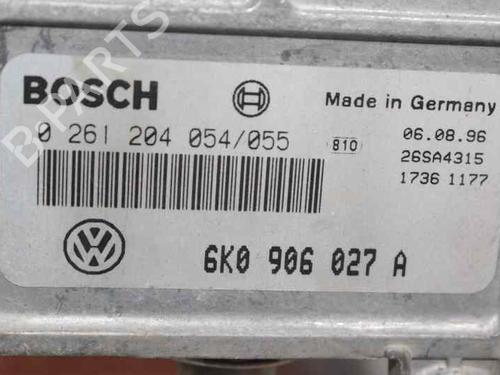 B-PARTS
BOSCH
Made in Germany
0 261 204 054/055
810
06.08.96
26SA4315
1736 1177
6K0 906 027 A